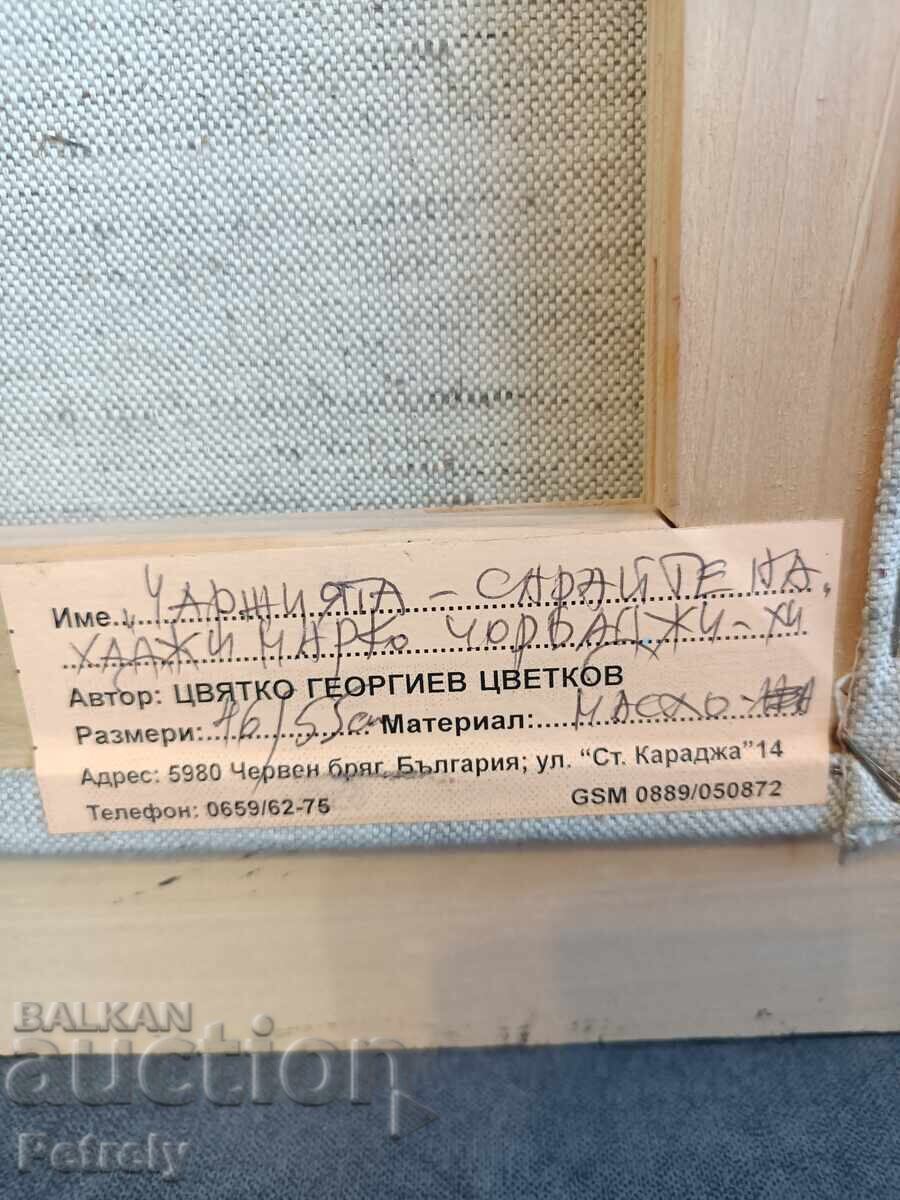 Име: ЧАРШИЯТА - САРАЙТЕ НА
ХАДЖИ МАРКО ЧОРБАДЖИ -
Автор: ЦВЯТКО ГЕОРГИЕВ ЦВЕТКОВ
Размери: 46/55см Материал: МАСЛО-
Адрес: 5980 Червен бряг, България; ул. “Ст. Караджа”14
Телефон: 0659/62-75 GSM 0889/050872
BALKAN
auction
Petrely